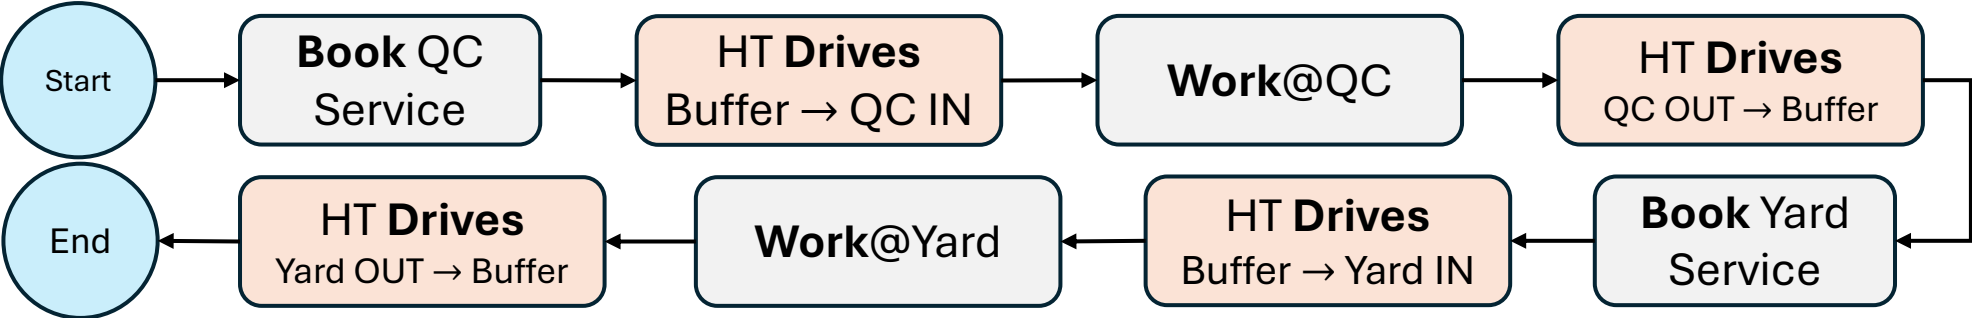 Start
Book QC
Service
HT Drives
Buffer → QC IN
Work@QC
HT Drives
QC OUT → Buffer
Book Yard
Service
HT Drives
Buffer → Yard IN
Work@Yard
HT Drives
Yard OUT → Buffer
End